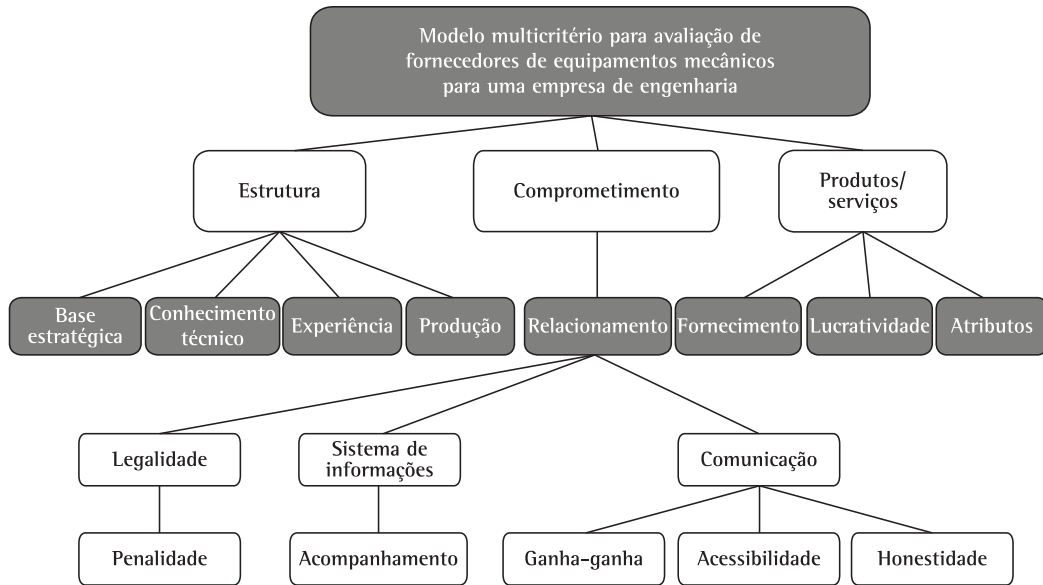 Modelo multicritério para avaliação de
fornecedores de equipamentos mecânicos
para uma empresa de engenharia
Estrutura
Comprometimento
Produtos/
serviços
Base
estratégica
Conhecimento
técnico
Experiência
Produção
Relacionamento
Fornecimento
Lucratividade
Atributos
Legalidade
Sistema de
informações
Comunicação
Penalidade
Acompanhamento
Ganha-ganha
Acessibilidade
Honestidade